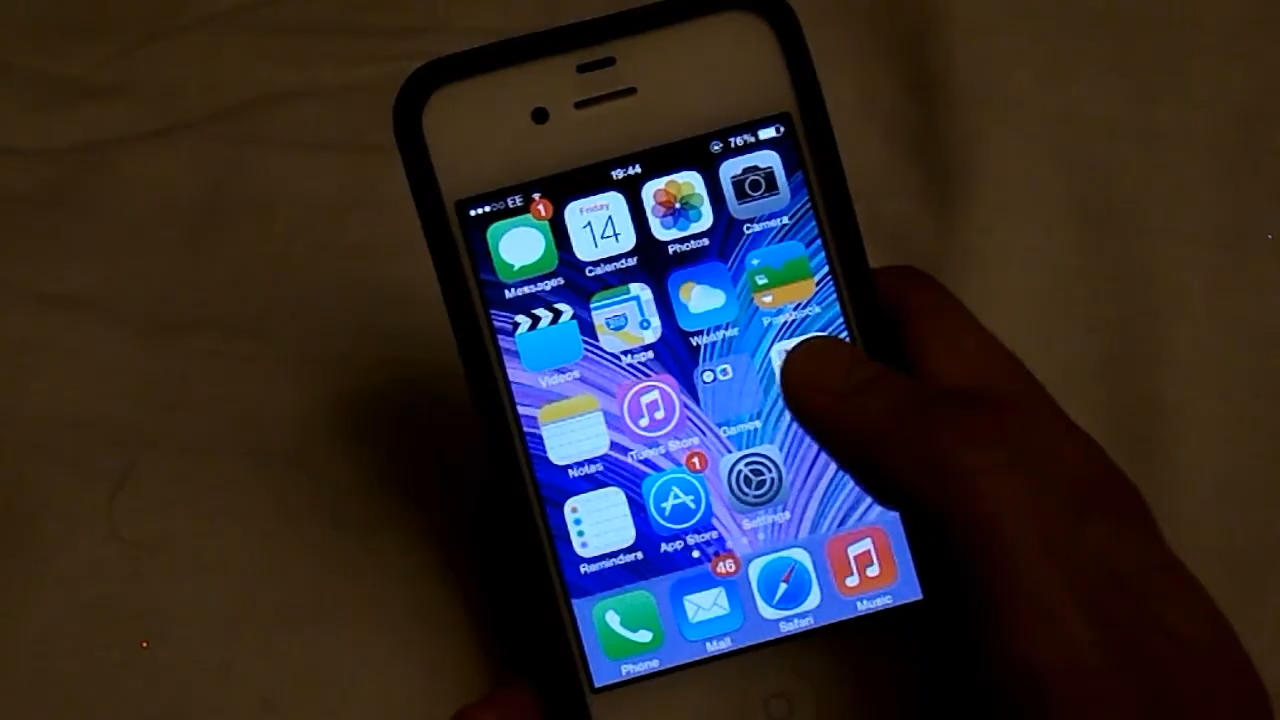 EE 19:44 76%
1
Friday
14
Messages Calendar Photos Camera
Videos Maps Weather Passbook
Notes iTunes Store Games
1
Reminders App Store Settings
46
Phone Mail Safari Music